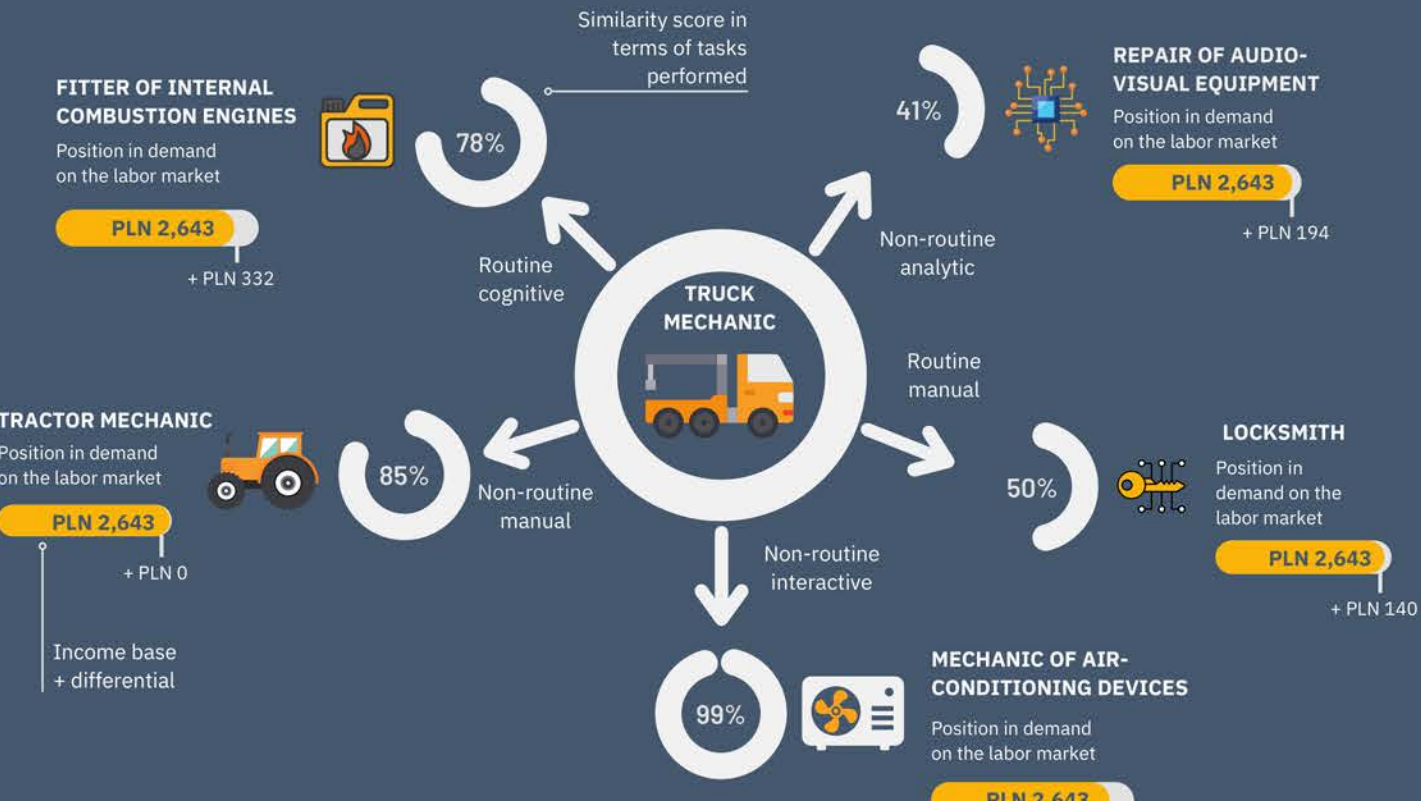 Similarity score in
terms of tasks
performed
FITTER OF INTERNAL
COMBUSTION ENGINES
Position in demand
on the labor market
PLN 2,643
+ PLN 332
78%
Routine
cognitive
41%
REPAIR OF AUDIO-
VISUAL EQUIPMENT
Position in demand
on the labor market
PLN 2,643
+ PLN 194
Non-routine
analytic
TRUCK
MECHANIC
TRACTOR MECHANIC
Position in demand
on the labor market
PLN 2,643
+ PLN 0
Income base
+ differential
85%
Non-routine
manual
Routine
manual
50%
LOCKSMITH
Position in
demand on the
labor market
PLN 2,643
+ PLN 140
Non-routine
interactive
99%
MECHANIC OF AIR-
CONDITIONING DEVICES
Position in demand
on the labor market
PLN 2,643